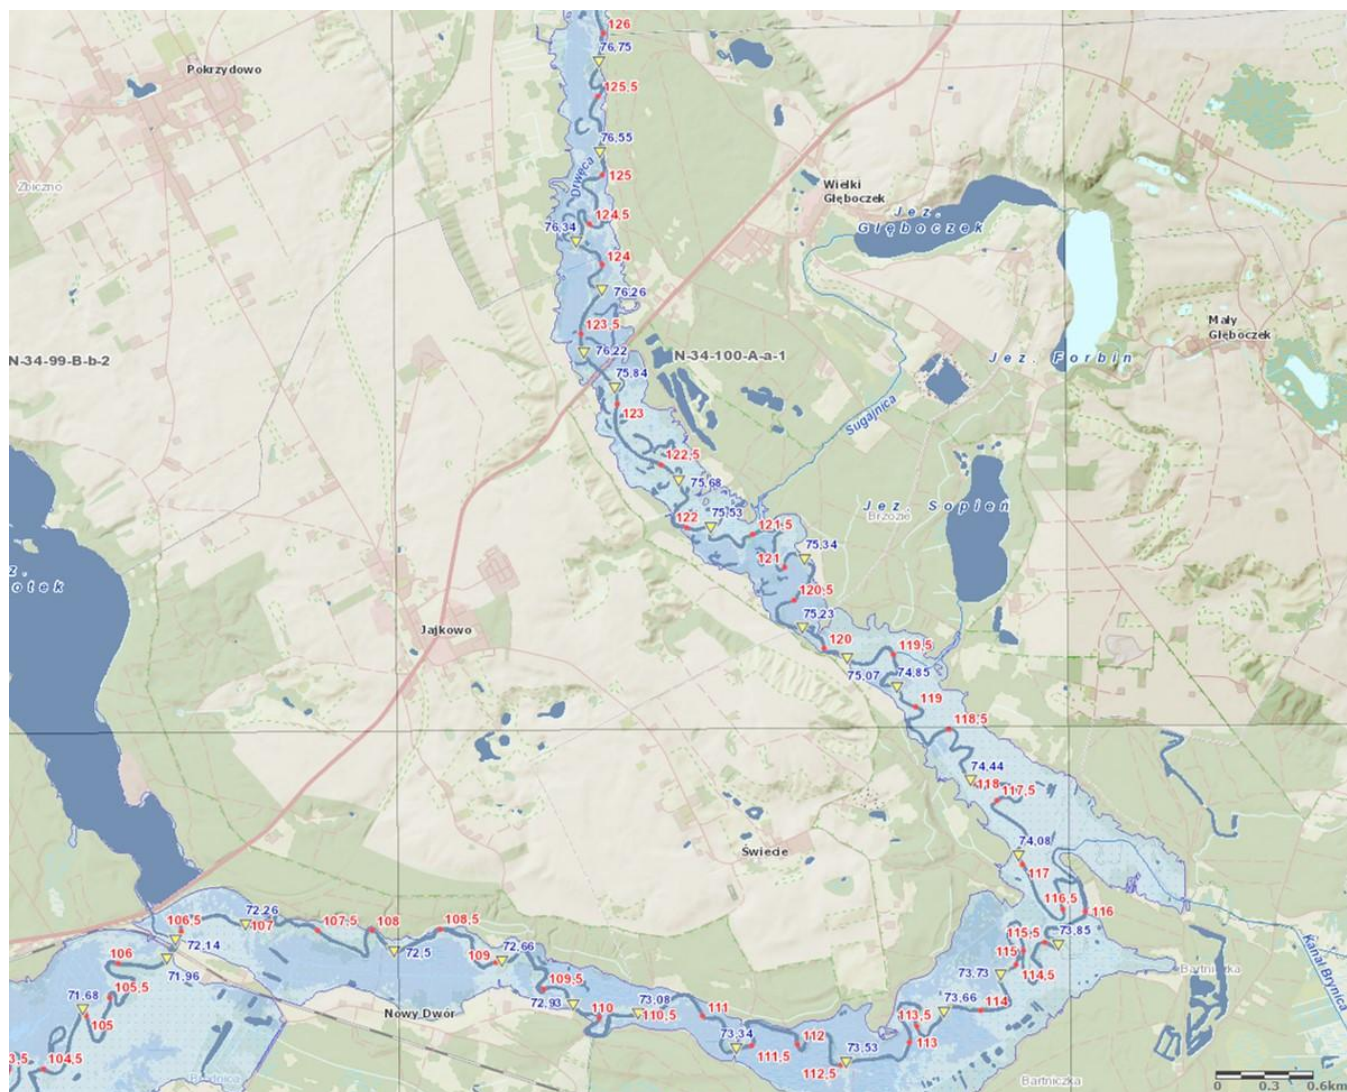 126
76,75
Pokrzydowo
125,5
76,55
Drwęca
125
Zbiczno
Wielki
Głęboczek
Jez.
Głęboczek
124,5
76,34
124
76,26
123,5
Mały
Głęboczek
76,22
N-34-99-B-b-2
N-34-100-A-a-1
Jez. Forbin
75,84
123
Sugajnica
122,5
75,68
Jez. Sopień
Brzozie
122
75,53
121,5
75,34
121
z.
otek
120,5
75,23
Jajkowo
120
119,5
75,07
74,85
119
118,5
74,44
118
117,5
74,08
Świecie
117
116,5
116
72,26
106,5
107
107,5
108
108,5
72,14
72,5
109
72,66
115,5
73,85
115
106
71,96
Kanał Brynica
Bartniczka
73,73
114,5
105,5
109,5
71,68
72,93
110
73,08
110,5
111
73,66
114
105
Nowy Dwór
113,5
73,34
112
113
111,5
73,53
3,5
104,5
112,5
Brodnica
Bartniczka
0.3
0.6km